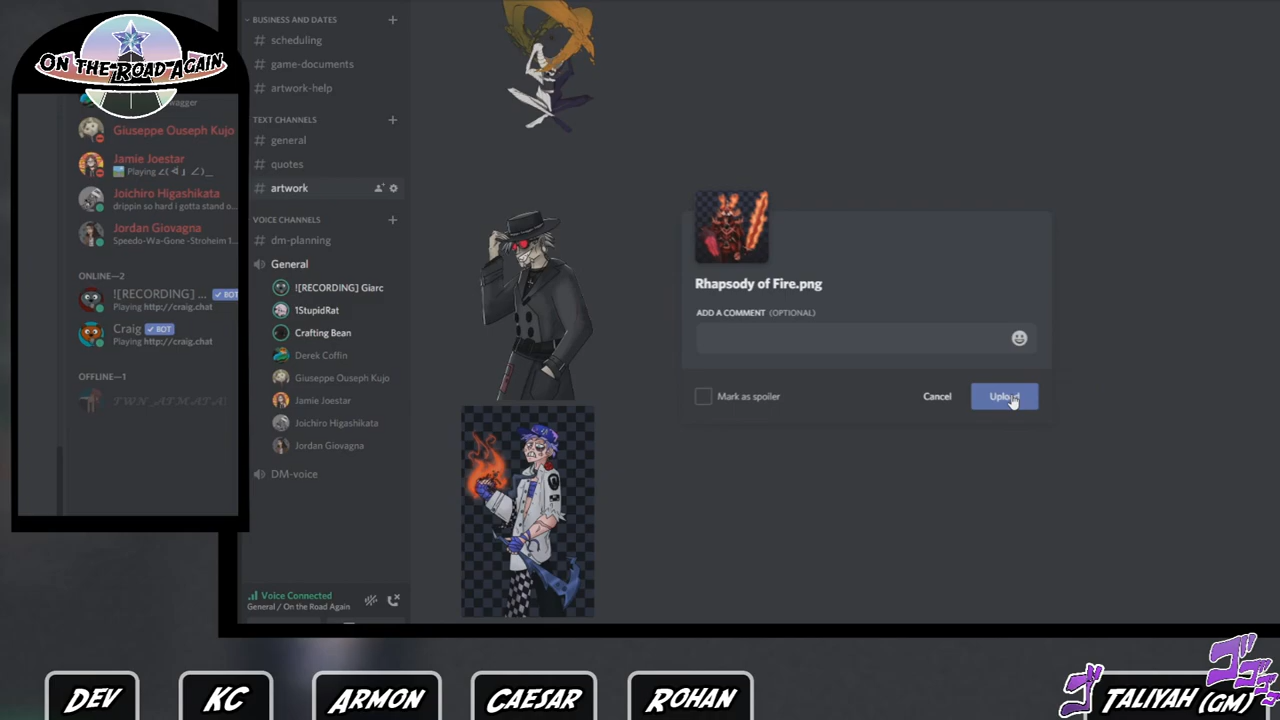 ON THE ROAD AGAIN
Giuseppe Ouseph Kujo
Jamie Joestar
Playing
Joichiro Higashikata
drippin so hard i gotta stand o...
Jordan Giovagna
Speedo-Wa-Gone -Stroheim 1...
ONLINE—2
![RECORDING] ... ✓ BOT
Playing http://craig.chat
Craig ✓ BOT
Playing http://craig.chat
OFFLINE—1
BUSINESS AND DATES
# scheduling
# game-documents
# artwork-help
TEXT CHANNELS
# general
# quotes
# artwork
VOICE CHANNELS
# dm-planning
General
![RECORDING] Giarc
1StupidRat
Crafting Bean
Derek Coffin
Giuseppe Ouseph Kujo
Jamie Joestar
Joichiro Higashikata
Jordan Giovagna
DM-voice
Voice Connected
General / On the Road Again
Rhapsody of Fire.png
ADD A COMMENT (OPTIONAL)
Mark as spoiler
Cancel
Upload
DEV
KC
ARMON
CAESAR
ROHAN
TALIYAH (GM)
ゴ
ゴゴゴ